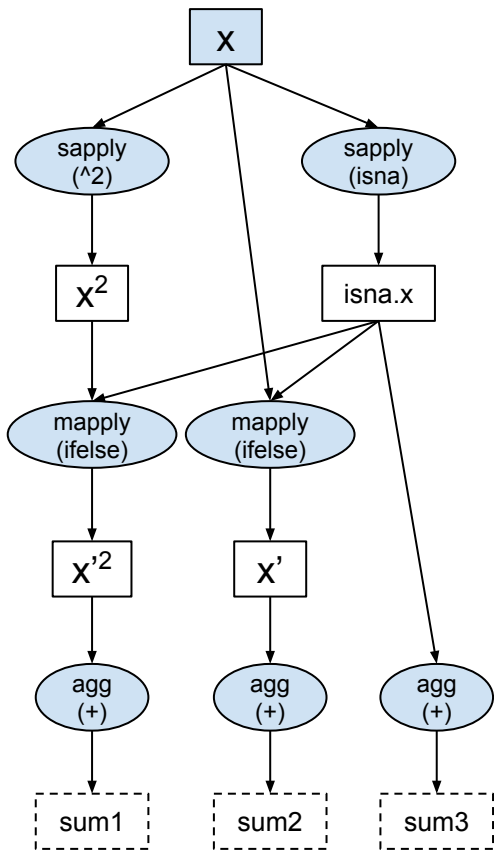 x
sapply
(^2)
sapply
(isna)
x²
isna.x
mapply
(ifelse)
mapply
(ifelse)
x’²
x’
agg
(+)
agg
(+)
agg
(+)
sum1
sum2
sum3